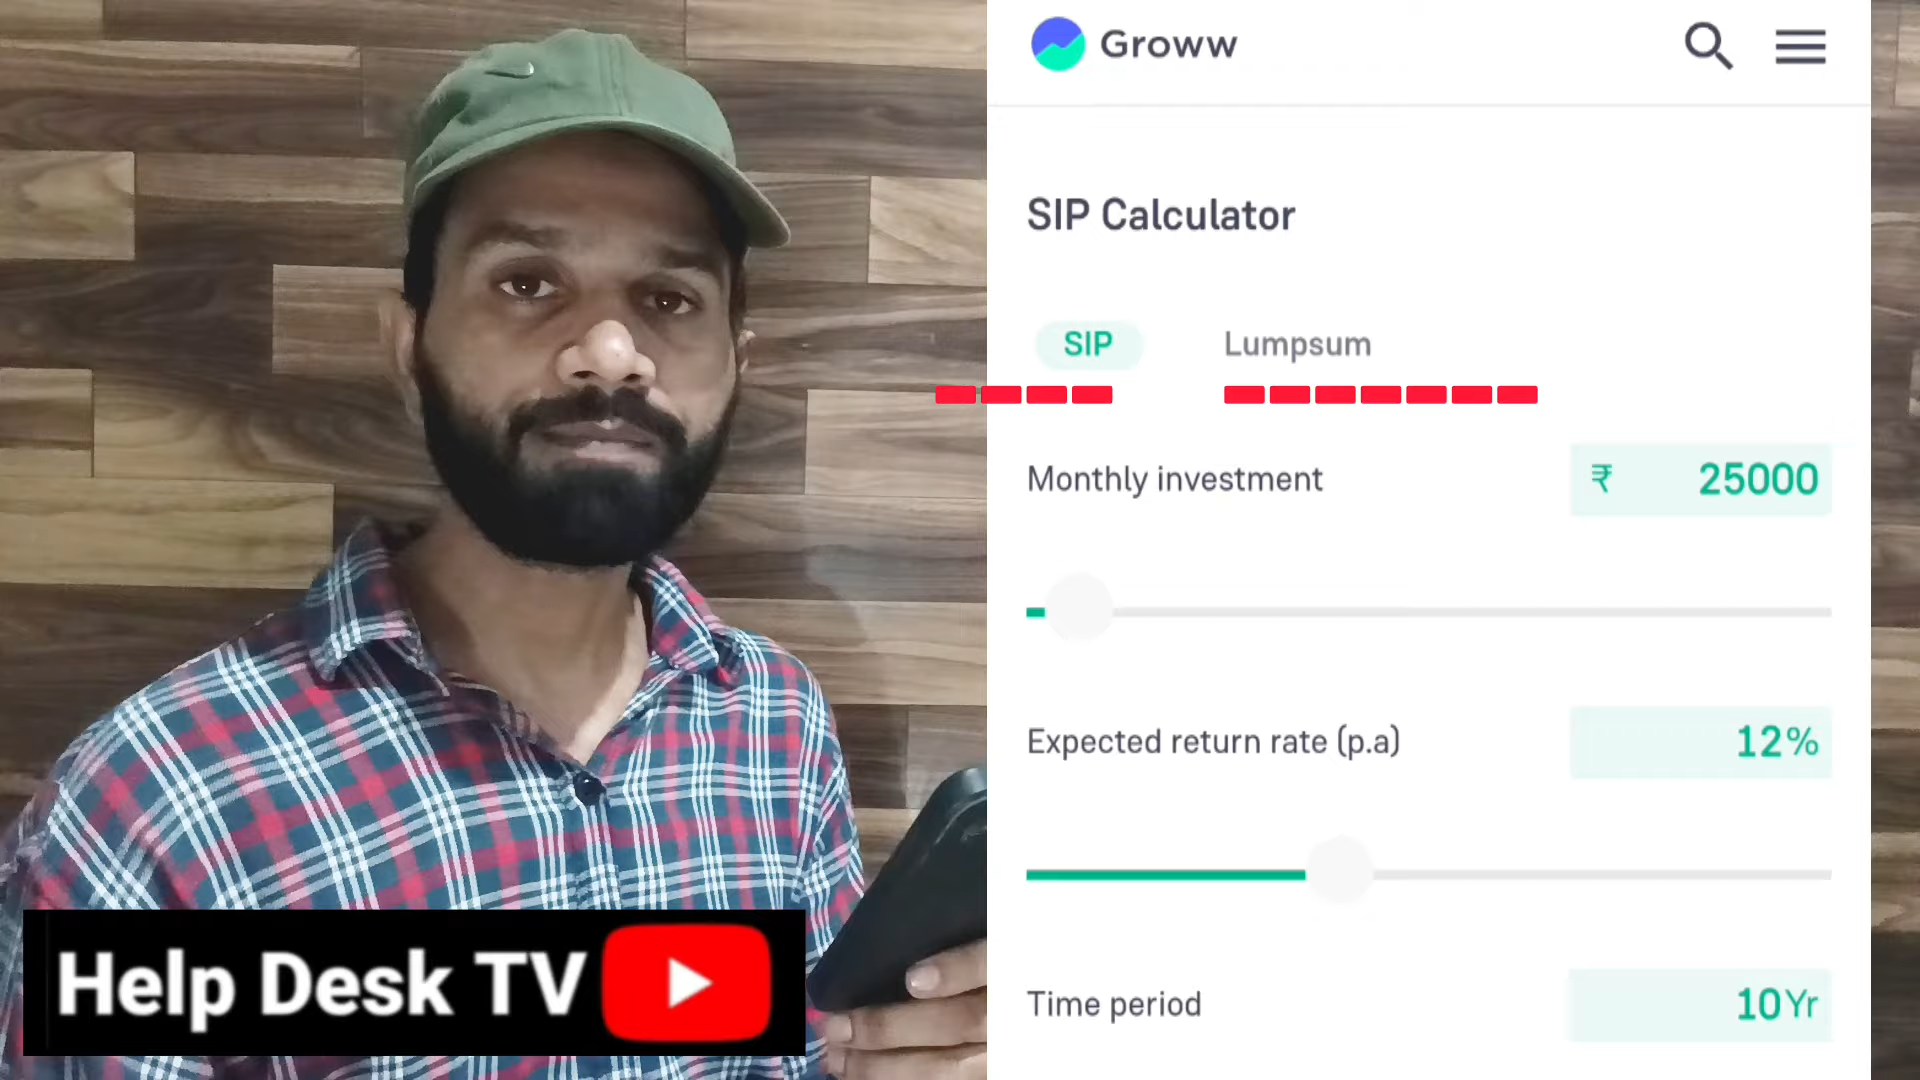 Groww
SIP Calculator
SIP Lumpsum
Monthly investment ₹ 25000
Expected return rate (p.a) 12%
Time period 10Yr
Help Desk TV